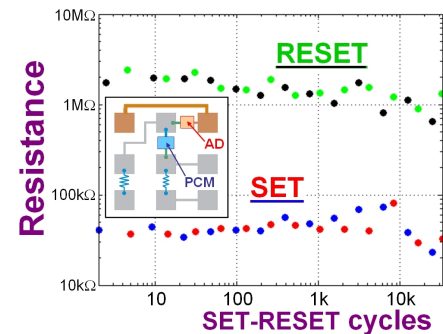 10MΩ
1MΩ
100kΩ
10kΩ
Resistance
RESET
AD
PCM
SET
10
100
1k
10k
SET-RESET cycles